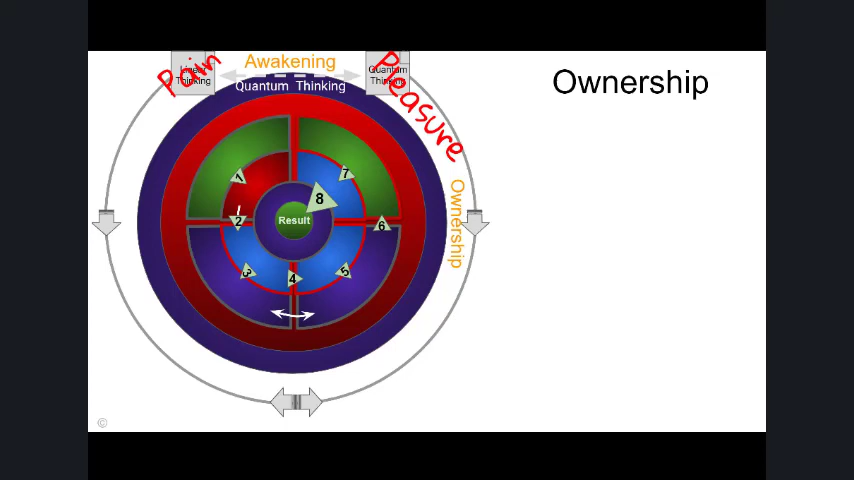 Awakening
Ownership
Linear
Thinking
Pain
Quantum
Thinking
Pleasure
Quantum Thinking
1
7
8
2
Result
6
Ownership
3
4
5
©